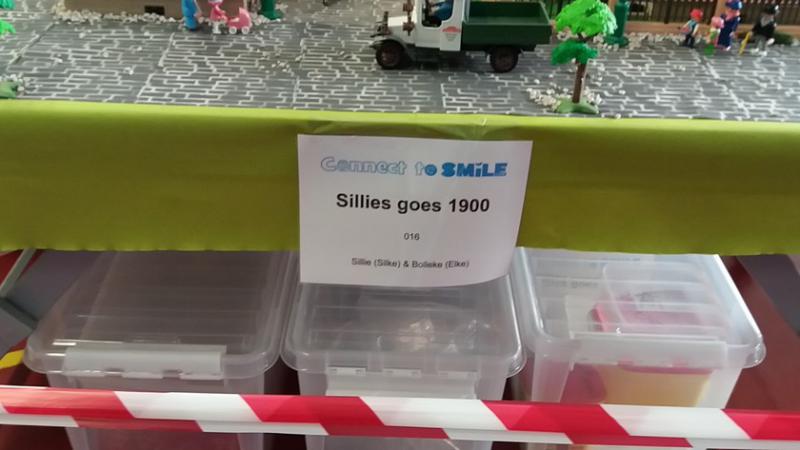 Connect to SMiLE
Sillies goes 1900
016
Sillie (Silke) & Bolleke (Elke)